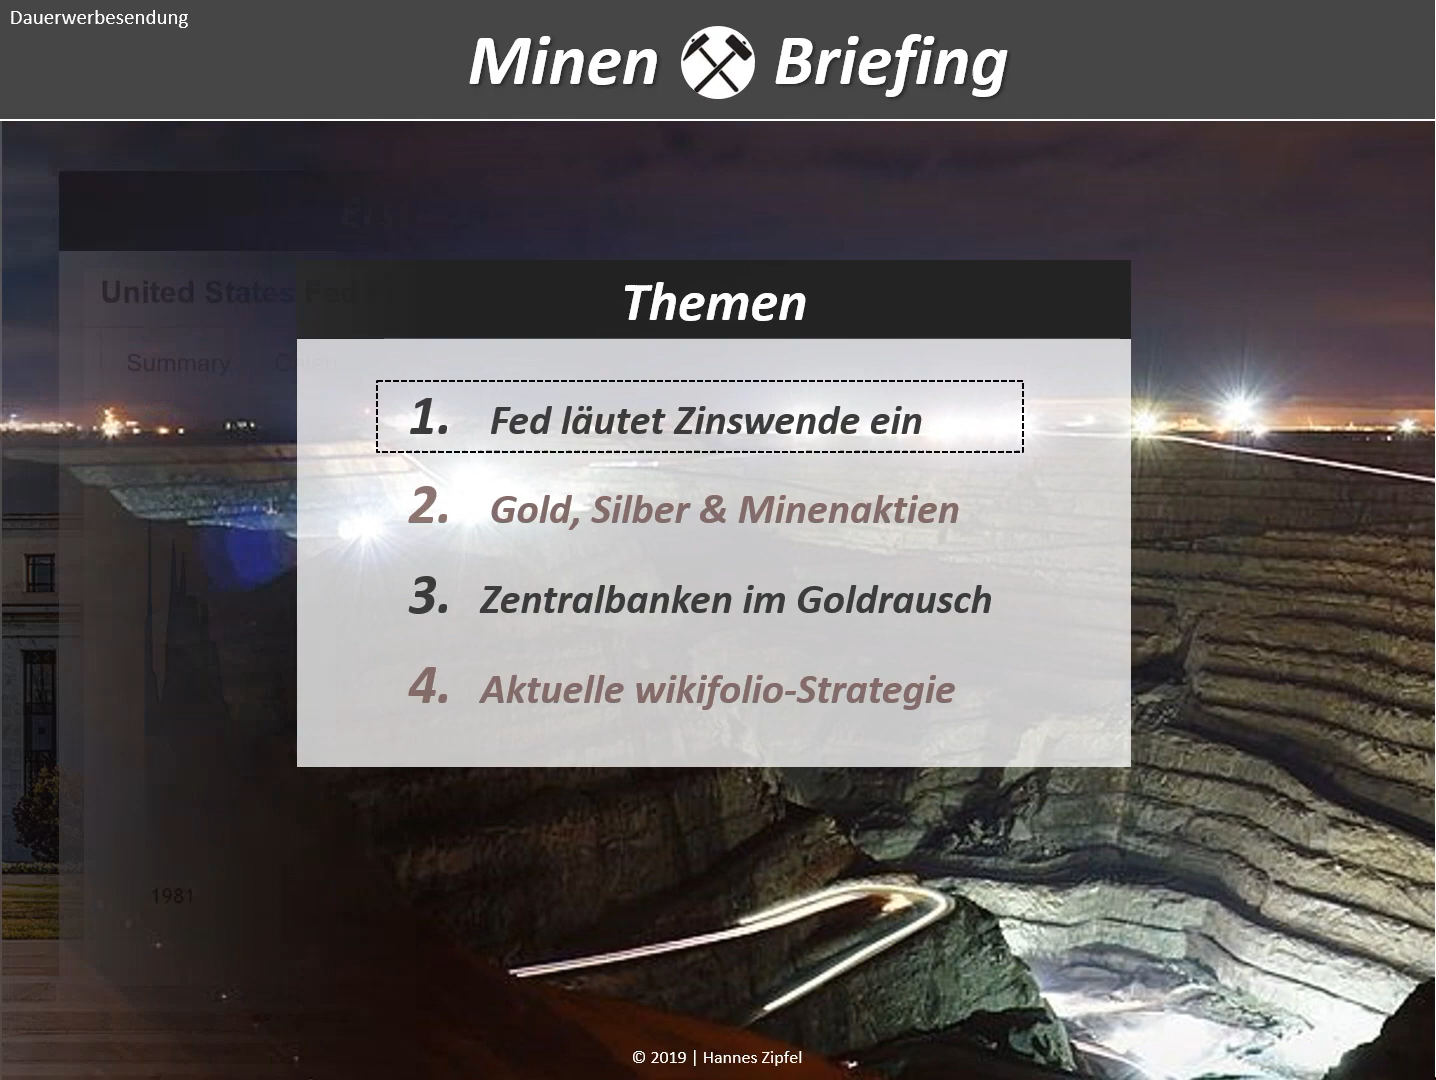 Dauerwerbesendung
Minen Briefing
United States Fed
Summary
Themen
1. Fed läutet Zinswende ein
2. Gold, Silber & Minenaktien
3. Zentralbanken im Goldrausch
4. Aktuelle wikifolio-Strategie
1981
© 2019 | Hannes Zipfel